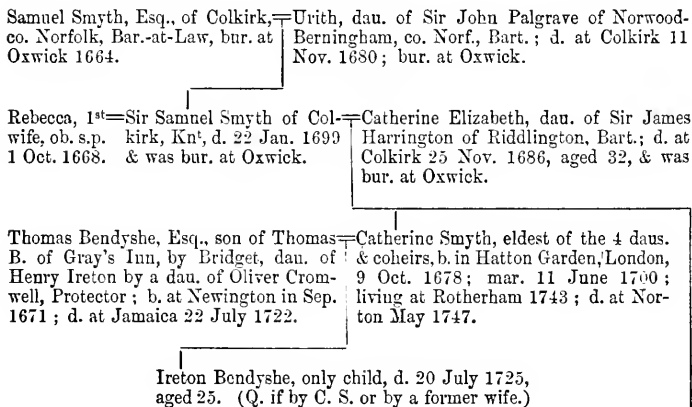 Samuel Smyth, Esq., of Colkirk,
co. Norfolk, Bar.-at-Law, bur. at
Oxwick 1664.
Urith, dau. of Sir John Palgrave of Norwood-
Berningham, co. Norf., Bart.; d. at Colkirk 11
Nov. 1680; bur. at Oxwick.
Rebecca, 1st
wife, ob. s.p.
1 Oct. 1668.
Sir Samuel Smyth of Col-
kirk, Knt, d. 22 Jan. 1699
& was bur. at Oxwick.
Catherine Elizabeth, dau. of Sir James
Harrington of Riddlington, Bart.; d. at
Colkirk 25 Nov. 1686, aged 32, & was
bur. at Oxwick.
Thomas Bendyshe, Esq., son of Thomas
B. of Gray's Inn, by Bridget, dau. of
Henry Ireton by a dau. of Oliver Crom-
well, Protector; b. at Newington in Sep.
1671; d. at Jamaica 22 July 1722.
Catherine Smyth, eldest of the 4 daus.
& coheirs, b. in Hatton Garden, London,
9 Oct. 1678; mar. 11 June 1700;
living at Rotherham 1743; d. at Nor-
ton May 1747.
Ireton Bendyshe, only child, d. 20 July 1725,
aged 25. (Q. if by C. S. or by a former wife.)